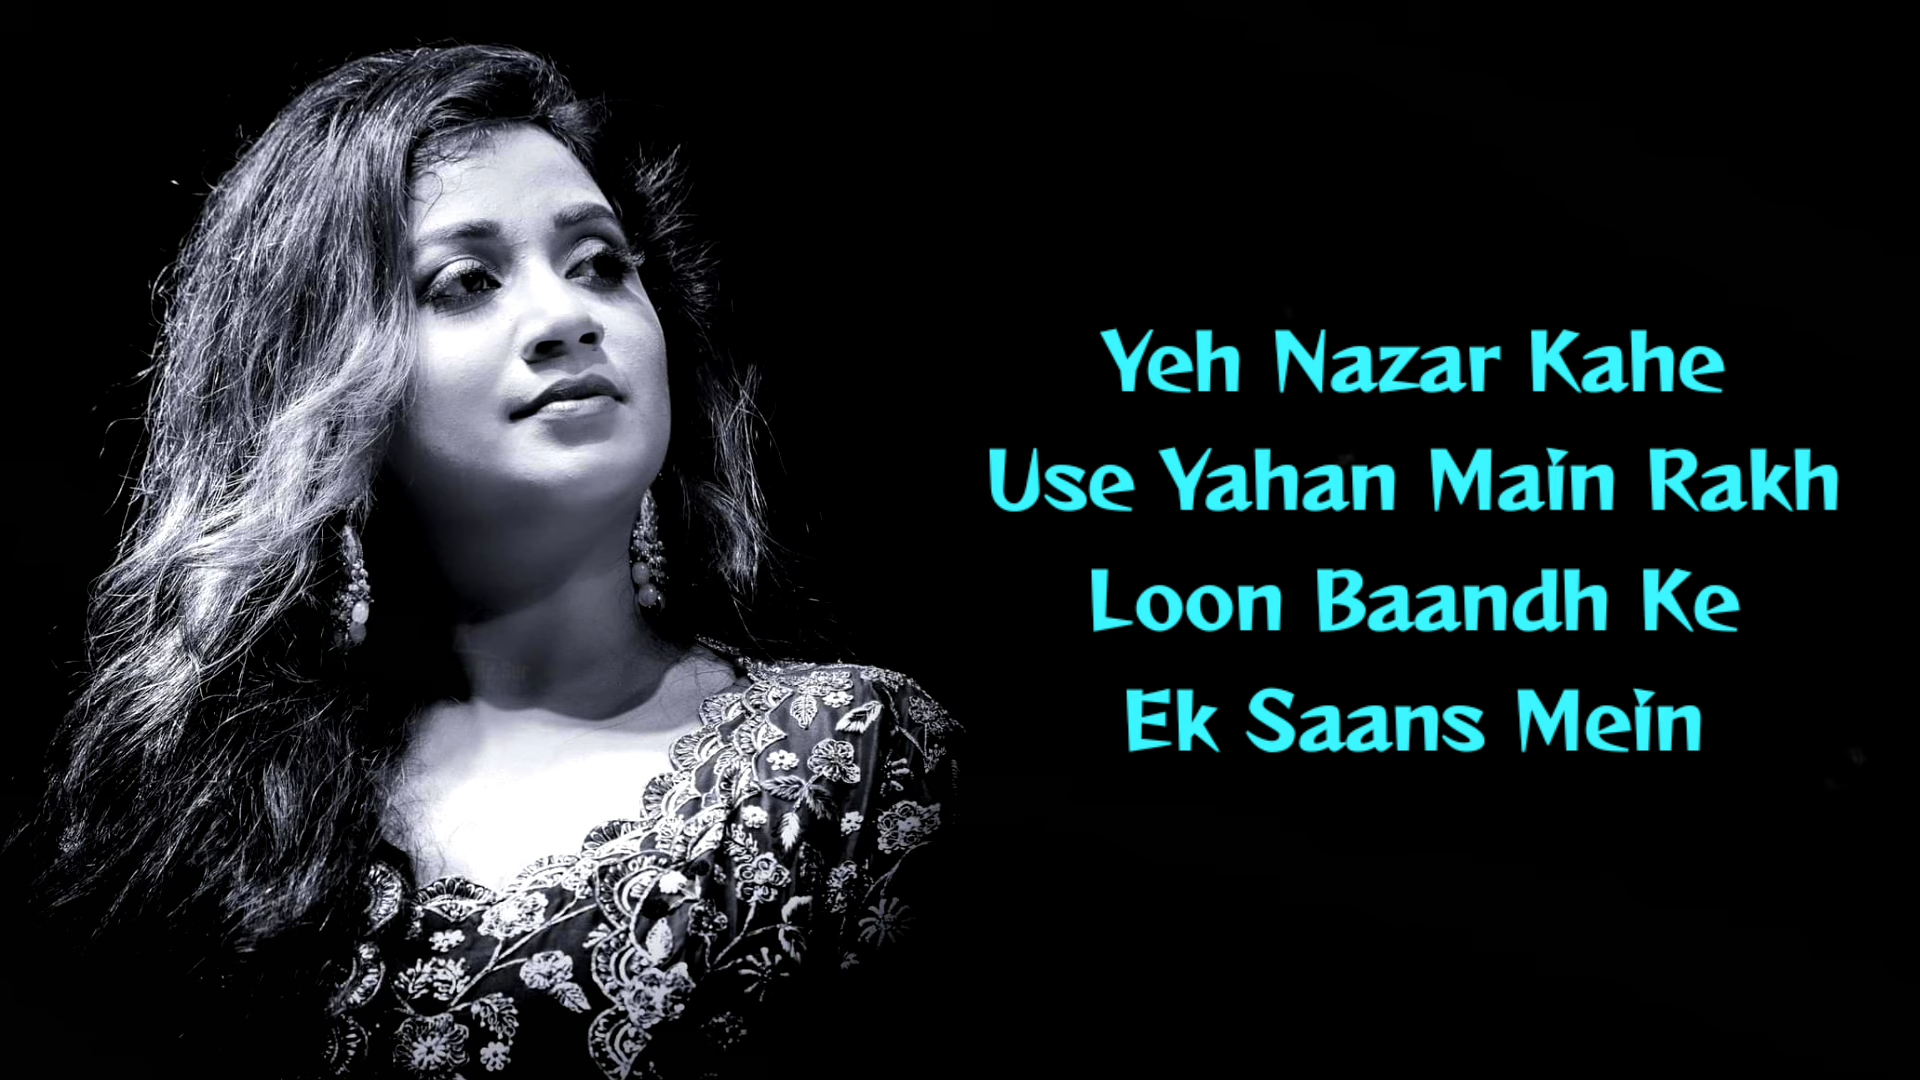 Yeh Nazar Kahe
Use Yahan Main Rakh
Loon Baandh Ke
Ek Saans Mein